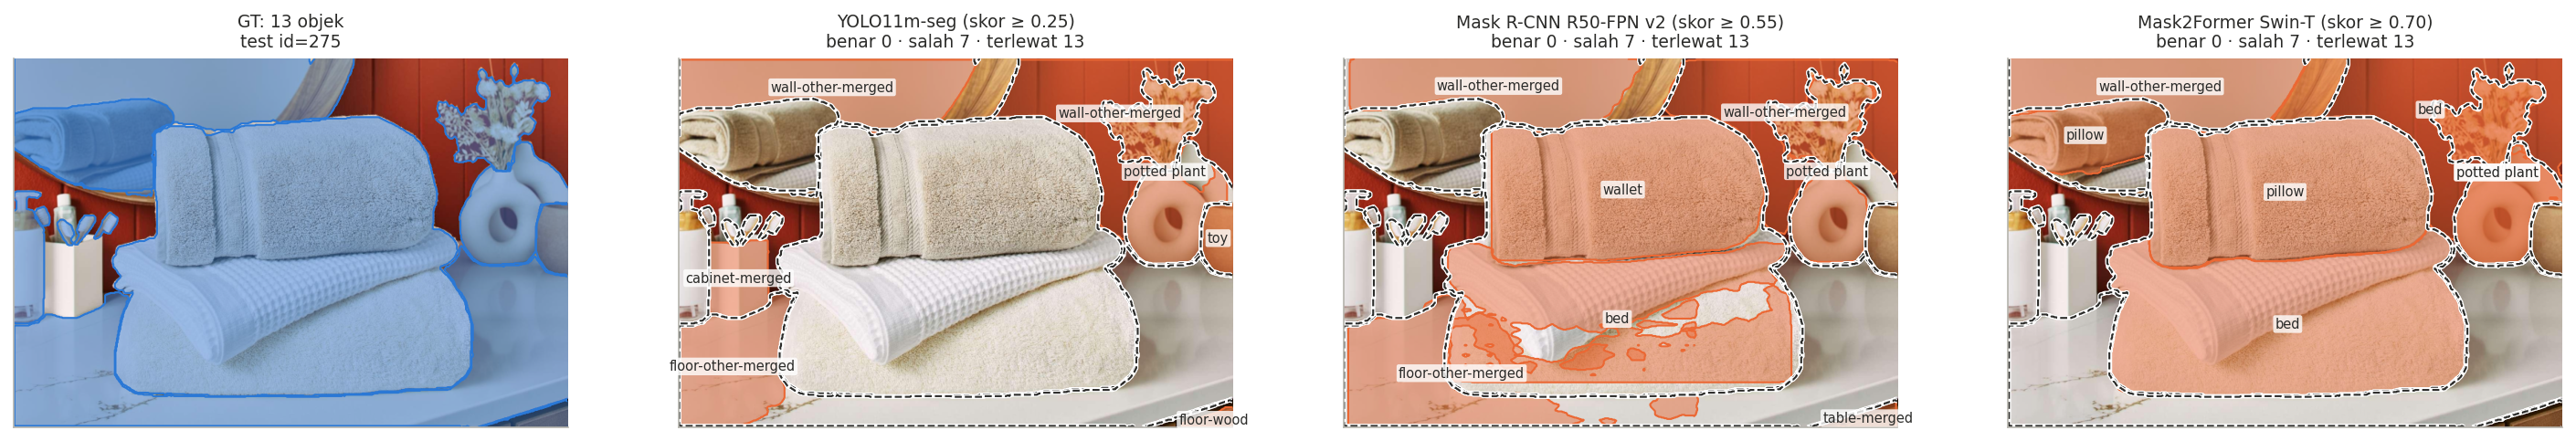 GT: 13 objek
test id=275
YOLO11m-seg (skor ≥ 0.25)
benar 0 · salah 7 · terlewat 13
wall-other-merged
wall-other-merged
potted plant
toy
cabinet-merged
floor-other-merged
floor-wood
Mask R-CNN R50-FPN v2 (skor ≥ 0.55)
benar 0 · salah 7 · terlewat 13
wall-other-merged
wall-other-merged
potted plant
wallet
bed
floor-other-merged
table-merged
Mask2Former Swin-T (skor ≥ 0.70)
benar 0 · salah 7 · terlewat 13
wall-other-merged
bed
pillow
potted plant
pillow
bed